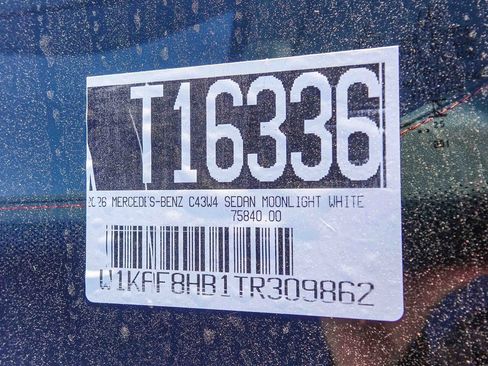 T16336
2026 MERCEDES-BENZ C43W4 SEDAN MOONLIGHT WHITE
75840.00
W1KAF8HB1TR309862